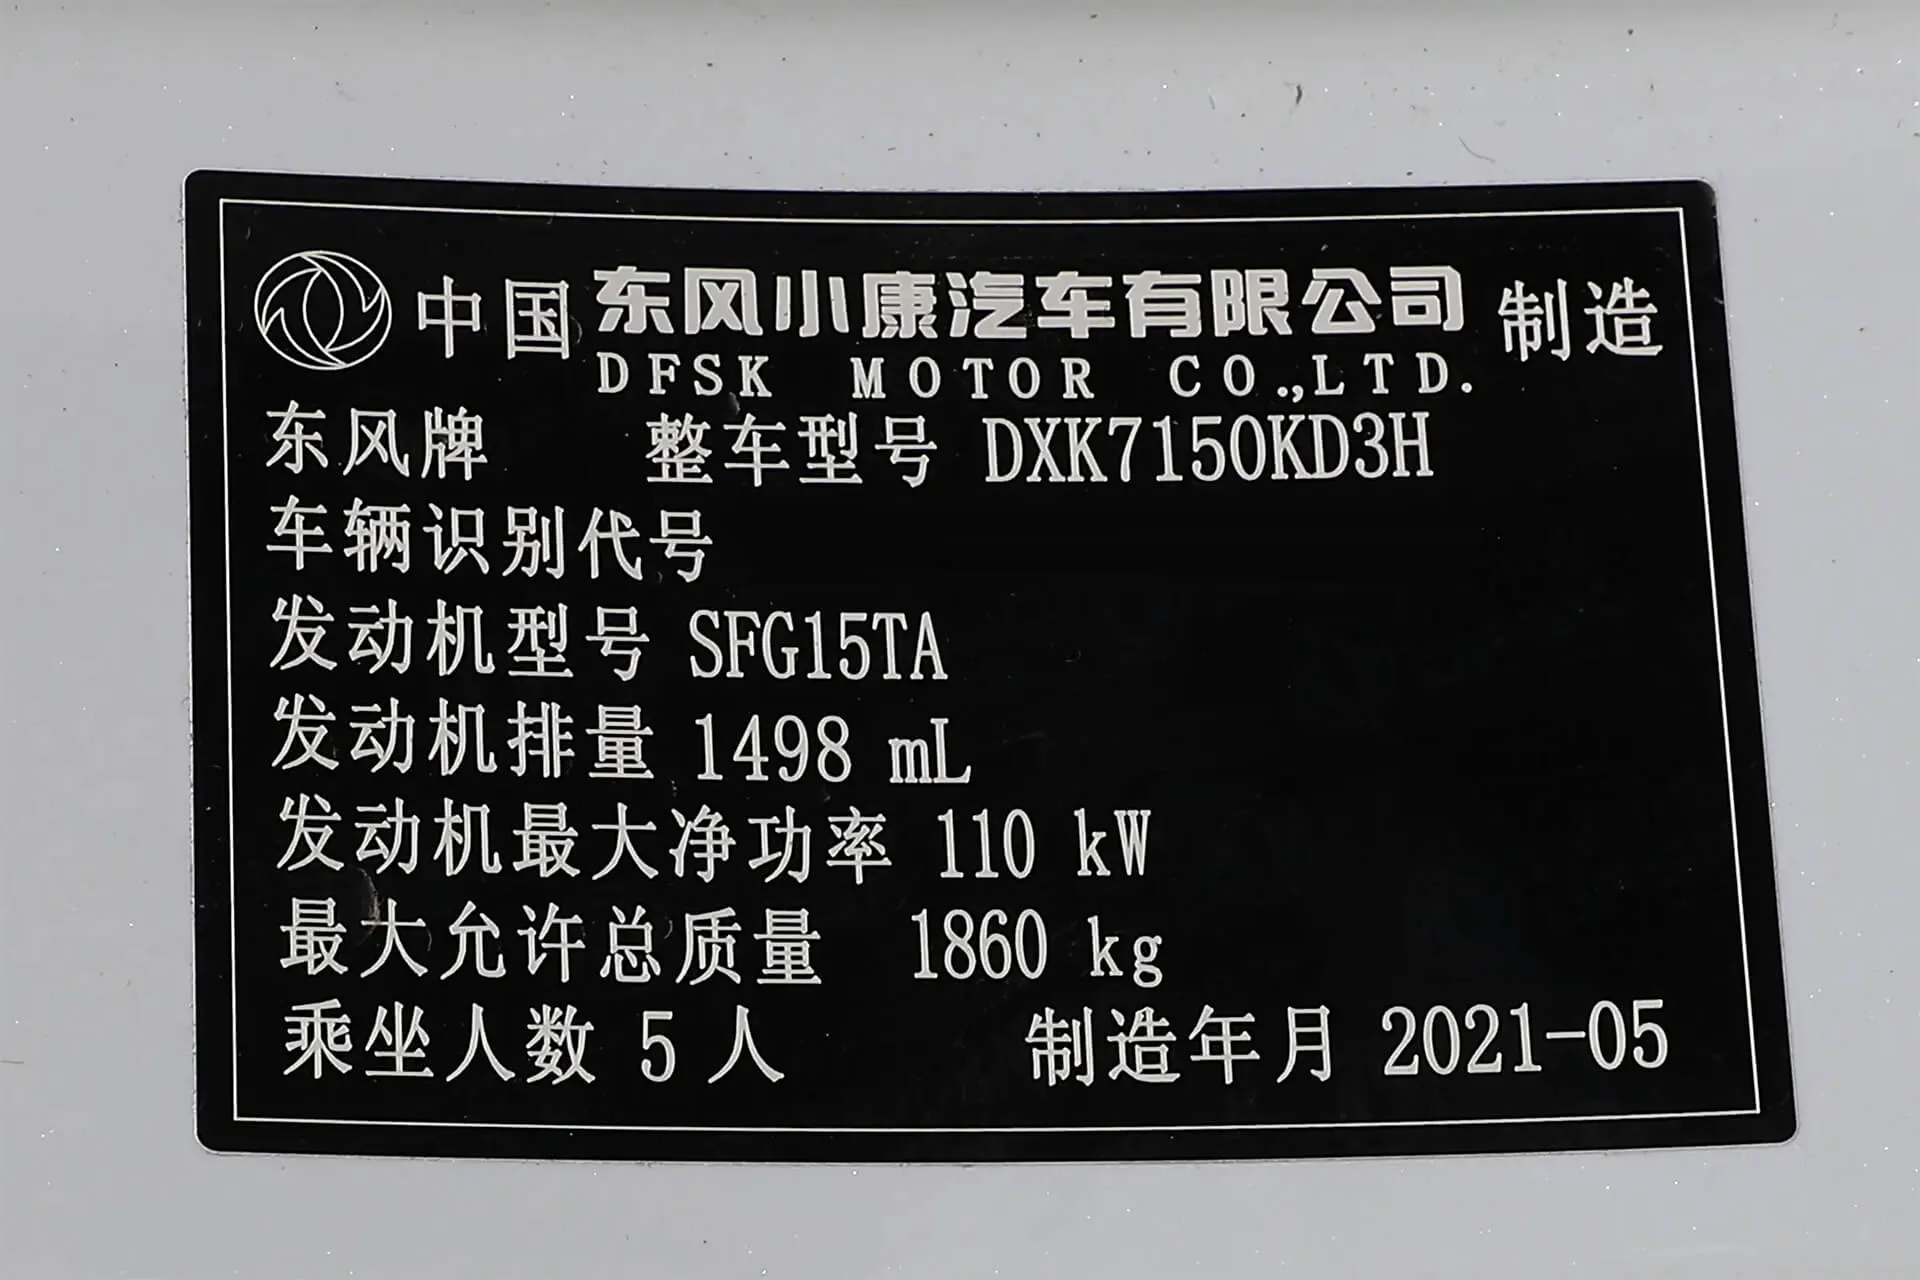 中国 东风小康汽车有限公司 制造
DFSK MOTOR CO.,LTD.
东风牌 整车型号 DXK7150KD3H
车辆识别代号
发动机型号 SFG15TA
发动机排量 1498 mL
发动机最大净功率 110 kW
最大允许总质量 1860 kg
乘坐人数 5 人 制造年月 2021-05